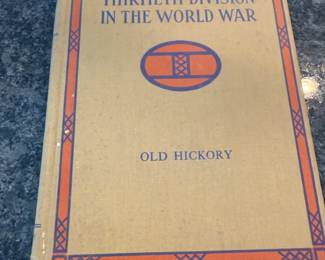 THIRTIETH DIVISION
IN THE WORLD WAR
OLD HICKORY